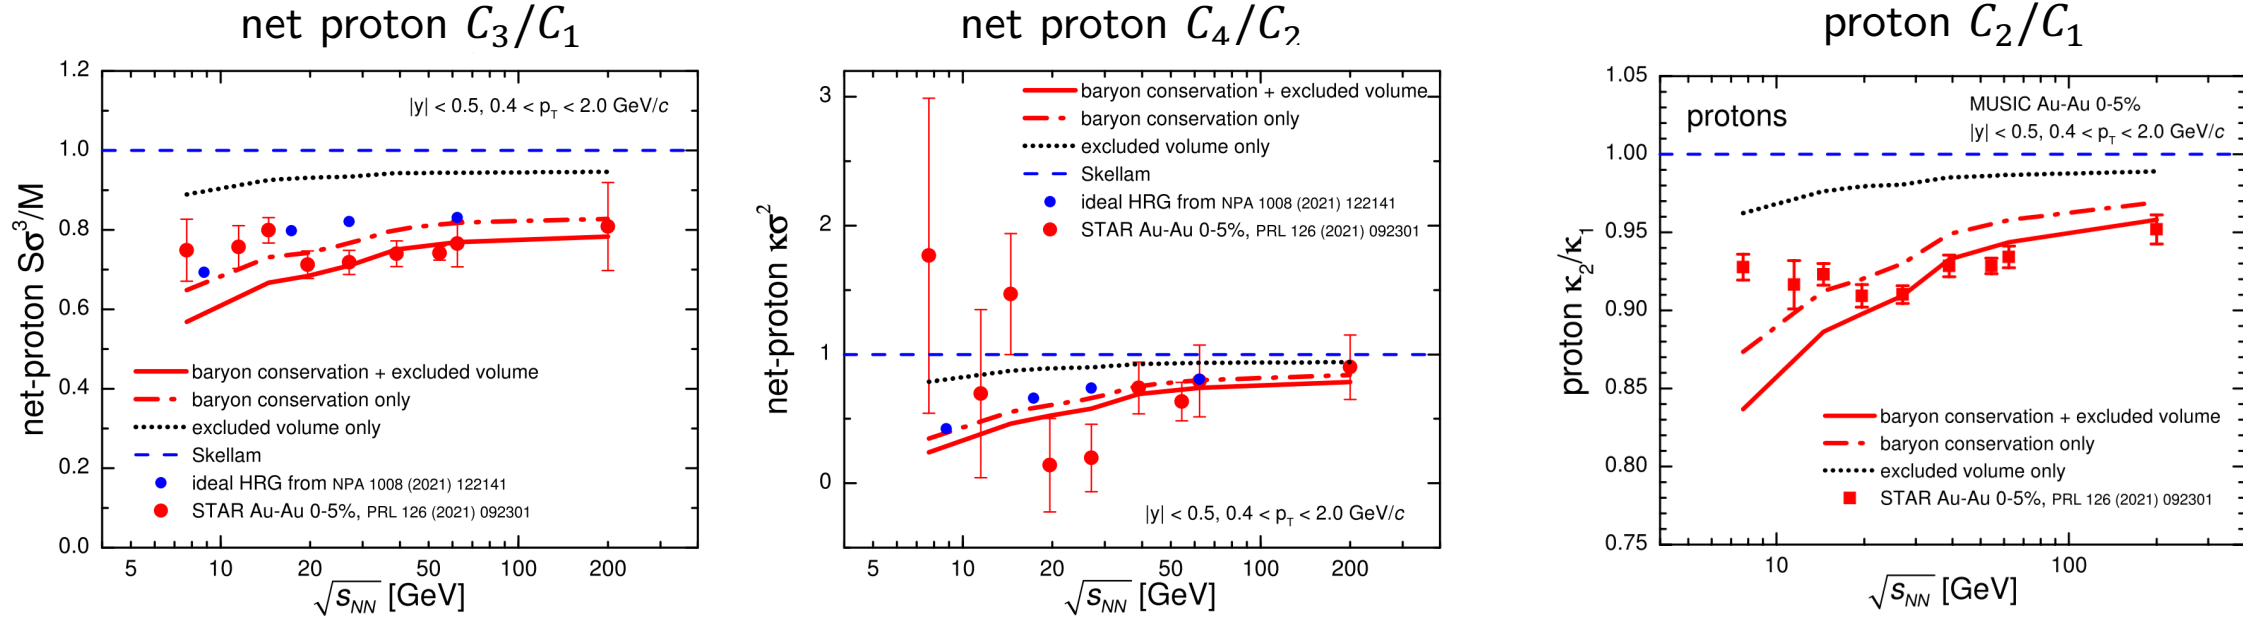 net proton C₃/C₁
1.2
1.0
0.8
0.6
0.4
0.2
0.0
net-proton Sσ³/M
|y| < 0.5, 0.4 < p_T < 2.0 GeV/c
baryon conservation + excluded volume
baryon conservation only
excluded volume only
Skellam
ideal HRG from NPA 1008 (2021) 122141
STAR Au-Au 0-5%, PRL 126 (2021) 092301
5 10 20 50 100 200
√s_NN [GeV]
net proton C₄/C₂
3
2
1
0
net-proton κσ²
baryon conservation + excluded volume
baryon conservation only
excluded volume only
Skellam
ideal HRG from NPA 1008 (2021) 122141
STAR Au-Au 0-5%, PRL 126 (2021) 092301
|y| < 0.5, 0.4 < p_T < 2.0 GeV/c
5 10 20 50 100 200
√s_NN [GeV]
proton C₂/C₁
1.05
1.00
0.95
0.90
0.85
0.80
0.75
proton κ₂/κ₁
protons
MUSIC Au-Au 0-5%
|y| < 0.5, 0.4 < p_T < 2.0 GeV/c
baryon conservation + excluded volume
baryon conservation only
excluded volume only
STAR Au-Au 0-5%, PRL 126 (2021) 092301
10 100
√s_NN [GeV]